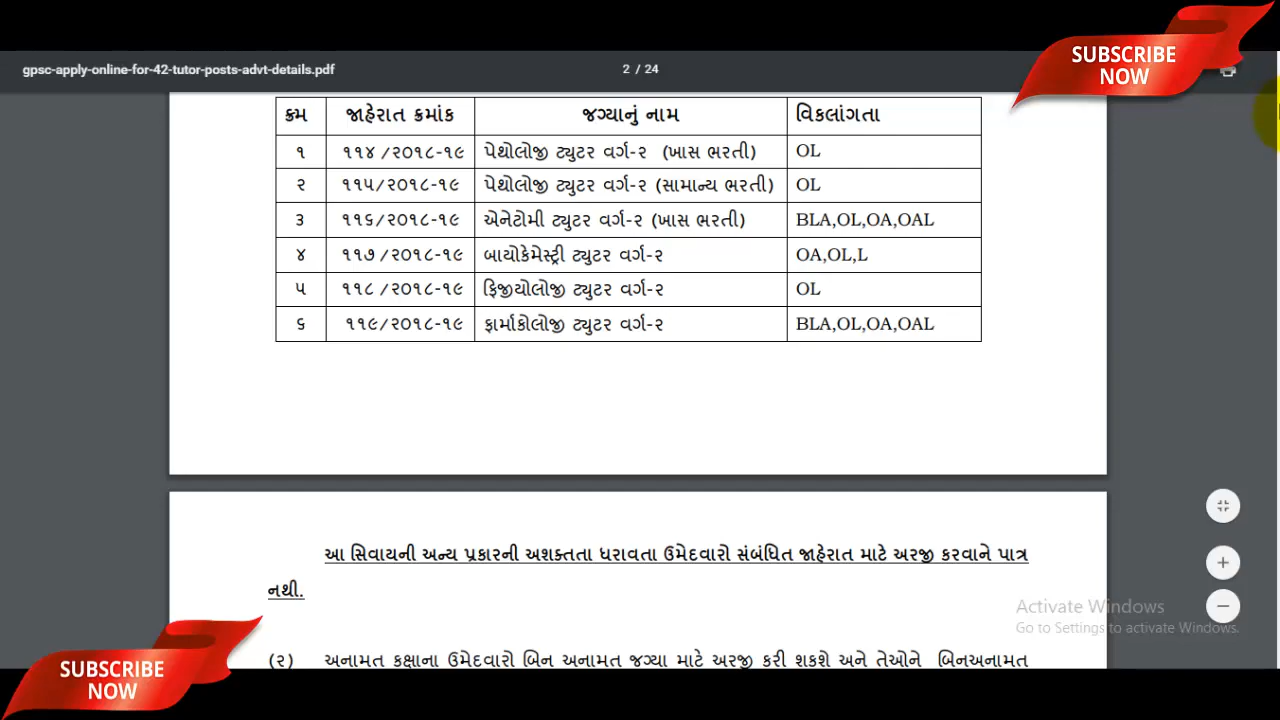 SUBSCRIBE
NOW
gpsc-apply-online-for-42-tutor-posts-advt-details.pdf 2 / 24
ક્રમ જાહેરાત ક્રમાંક જગ્યાનું નામ વિકલાંગતા
૧ ૧૧૪/૨૦૧૮-૧૯ પેથોલોજી ટ્યુટર વર્ગ-૨ (ખાસ ભરતી) OL
૨ ૧૧૫/૨૦૧૮-૧૯ પેથોલોજી ટ્યુટર વર્ગ-૨ (સામાન્ય ભરતી) OL
૩ ૧૧૬/૨૦૧૮-૧૯ એનેટોમી ટ્યુટર વર્ગ-૨ (ખાસ ભરતી) BLA,OL,OA,OAL
૪ ૧૧૭/૨૦૧૮-૧૯ બાયોકેમેસ્ટ્રી ટ્યુટર વર્ગ-૨ OA,OL,L
૫ ૧૧૮/૨૦૧૮-૧૯ ફિજીયોલોજી ટ્યુટર વર્ગ-૨ OL
૬ ૧૧૯/૨૦૧૮-૧૯ ફાર્માકોલોજી ટ્યુટર વર્ગ-૨ BLA,OL,OA,OAL
આ સિવાયની અન્ય પ્રકારની અશક્તતા ધરાવતા ઉમેદવારો સંબંધિત જાહેરાત માટે અરજી કરવાને પાત્ર
નથી.
Activate Windows
Go to Settings to activate Windows.
(૨) અનામત કક્ષાના ઉમેદવારો બિન અનામત જગ્યા માટે અરજી કરી શકશે અને તેઓને બિનઅનામત
SUBSCRIBE
NOW